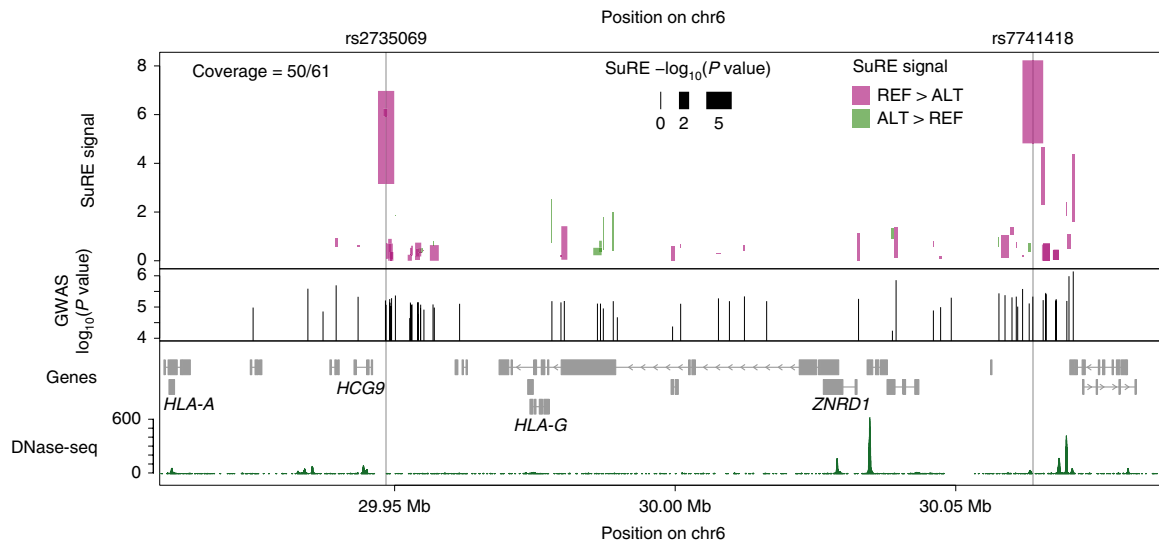 Position on chr6
rs2735069
rs7741418
Coverage = 50/61
SuRE –log10(P value)
0 2 5
SuRE signal
REF > ALT
ALT > REF
SuRE signal
8
6
4
2
0
GWAS
log10(P value)
6
5
4
Genes
HLA-A
HCG9
HLA-G
ZNRD1
DNase-seq
600
0
29.95 Mb
30.00 Mb
30.05 Mb
Position on chr6